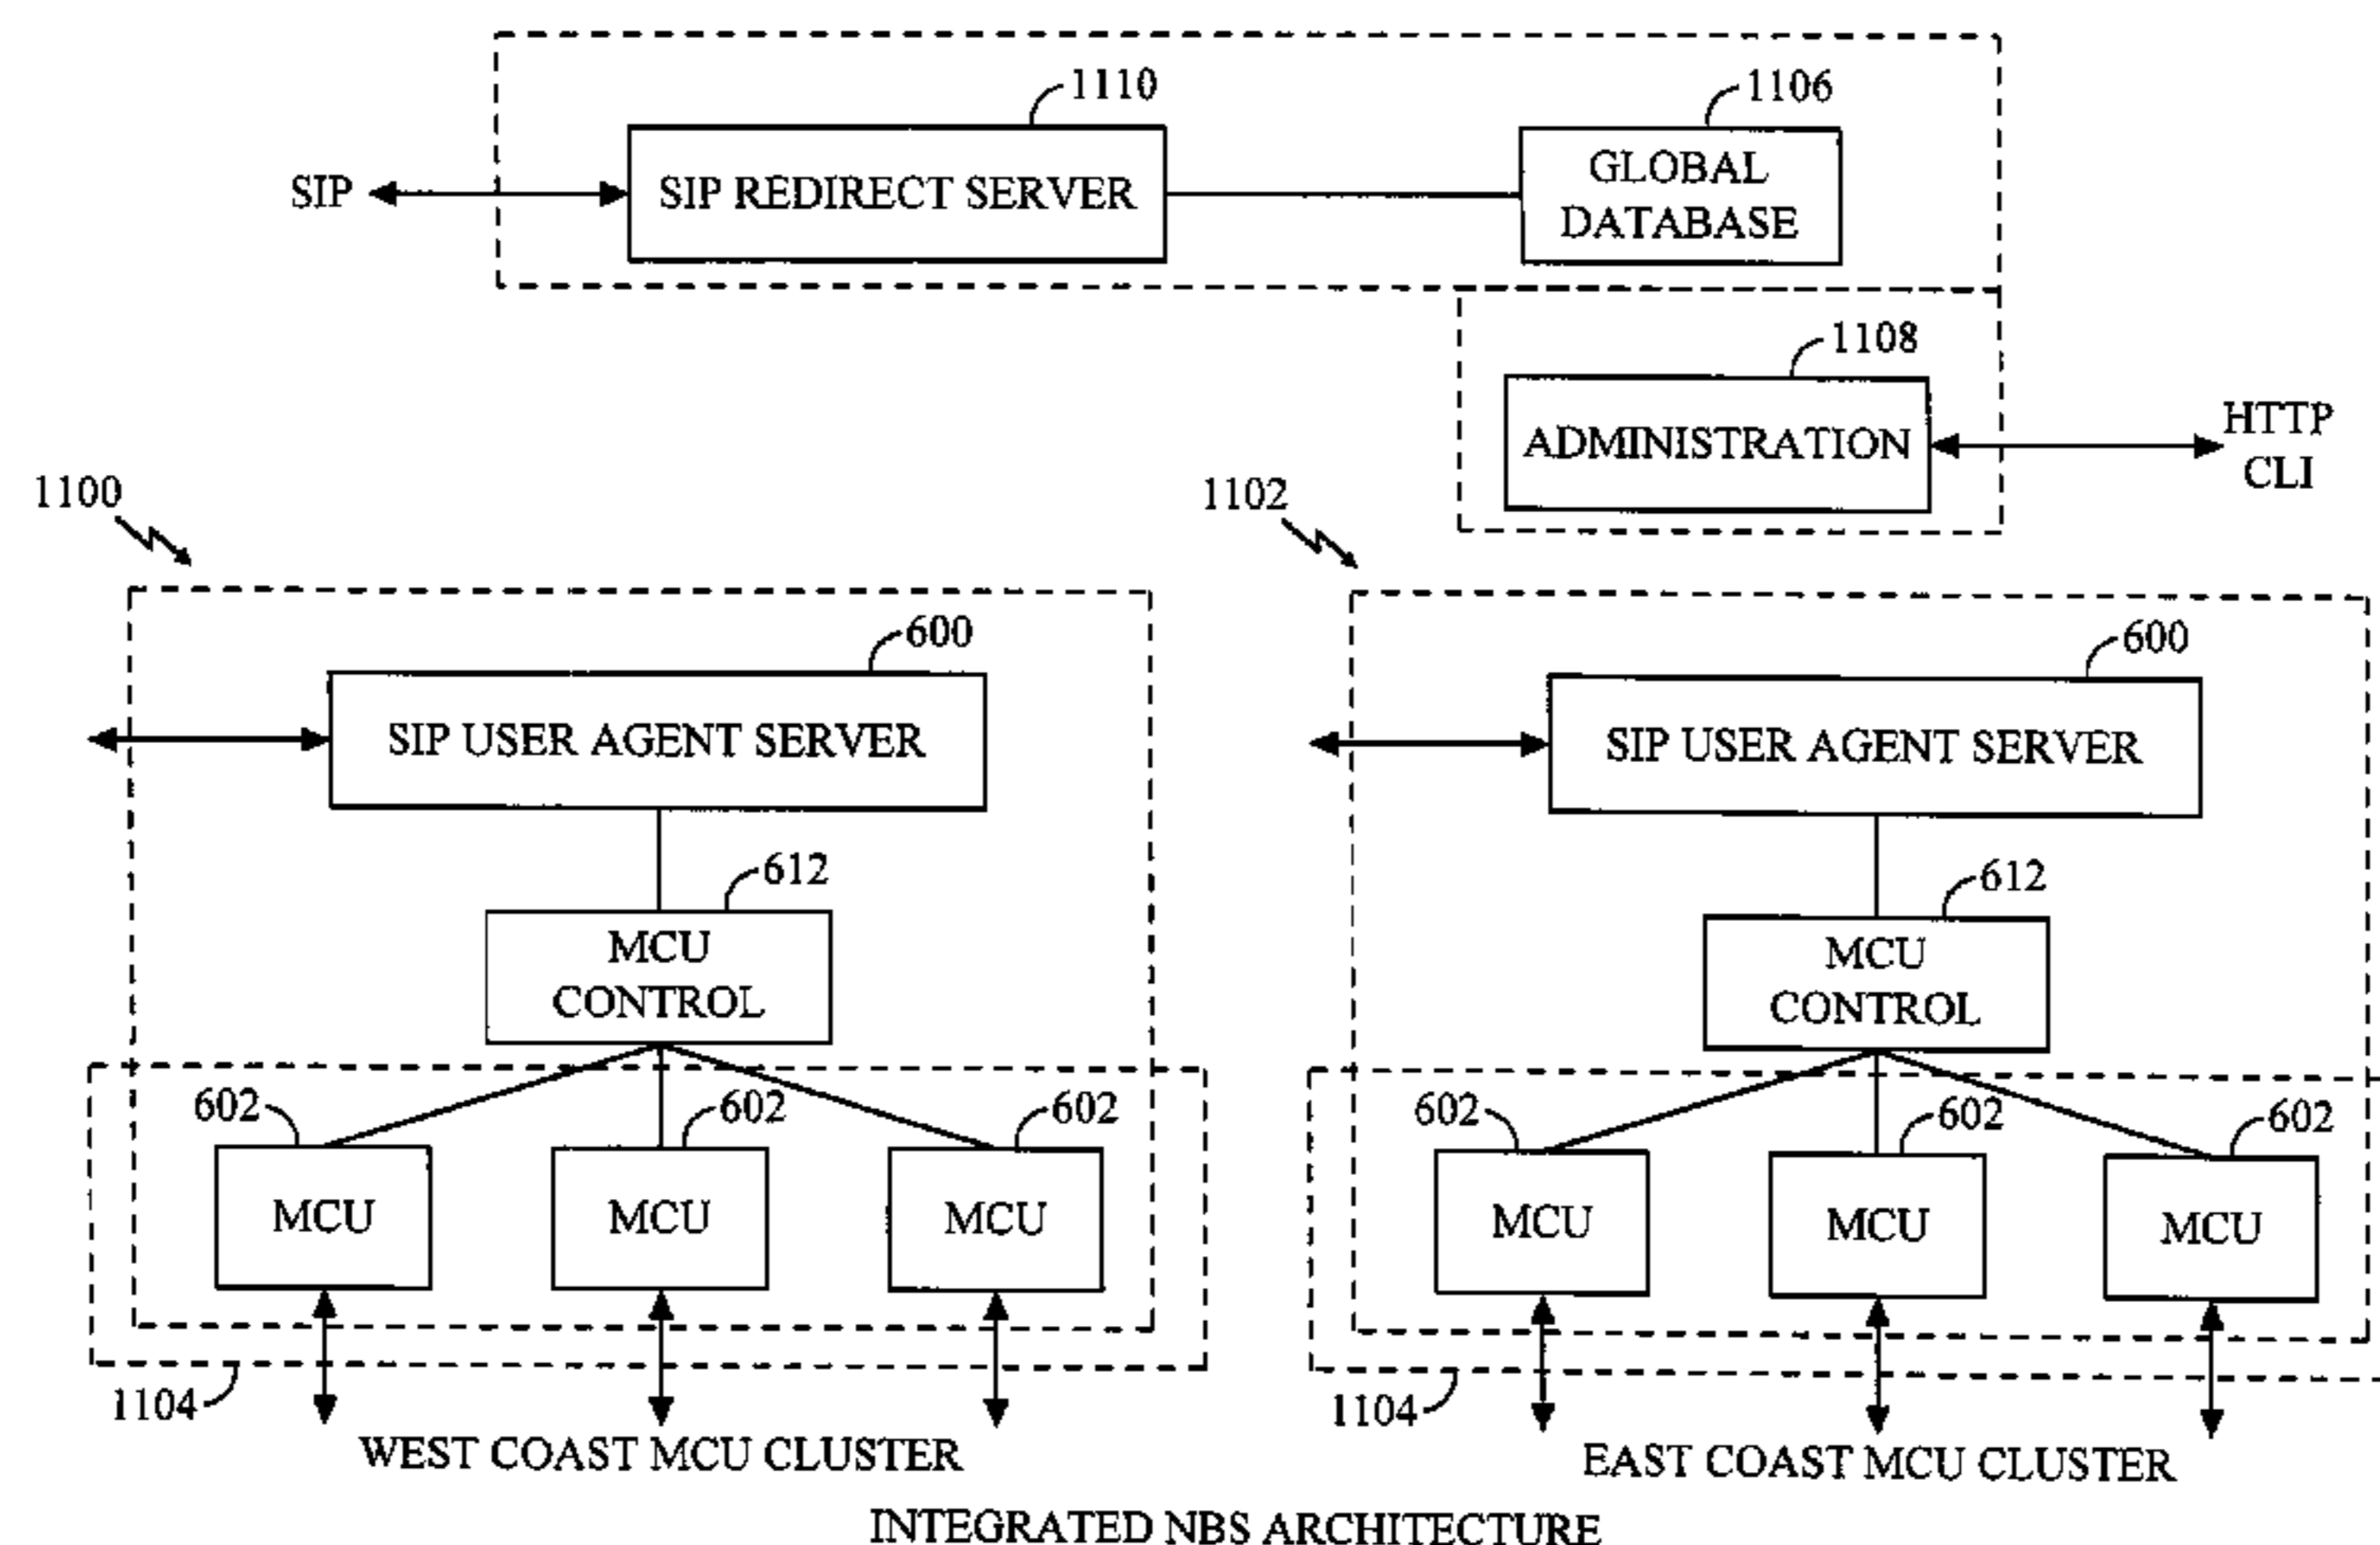 1110
1106
SIP
SIP REDIRECT SERVER
GLOBAL
DATABASE
1108
ADMINISTRATION
HTTP
CLI
1100
1102
600
SIP USER AGENT SERVER
600
SIP USER AGENT SERVER
612
MCU
CONTROL
612
MCU
CONTROL
602
602
602
602
602
602
MCU
MCU
MCU
MCU
MCU
MCU
1104
1104
WEST COAST MCU CLUSTER
EAST COAST MCU CLUSTER
INTEGRATED NBS ARCHITECTURE